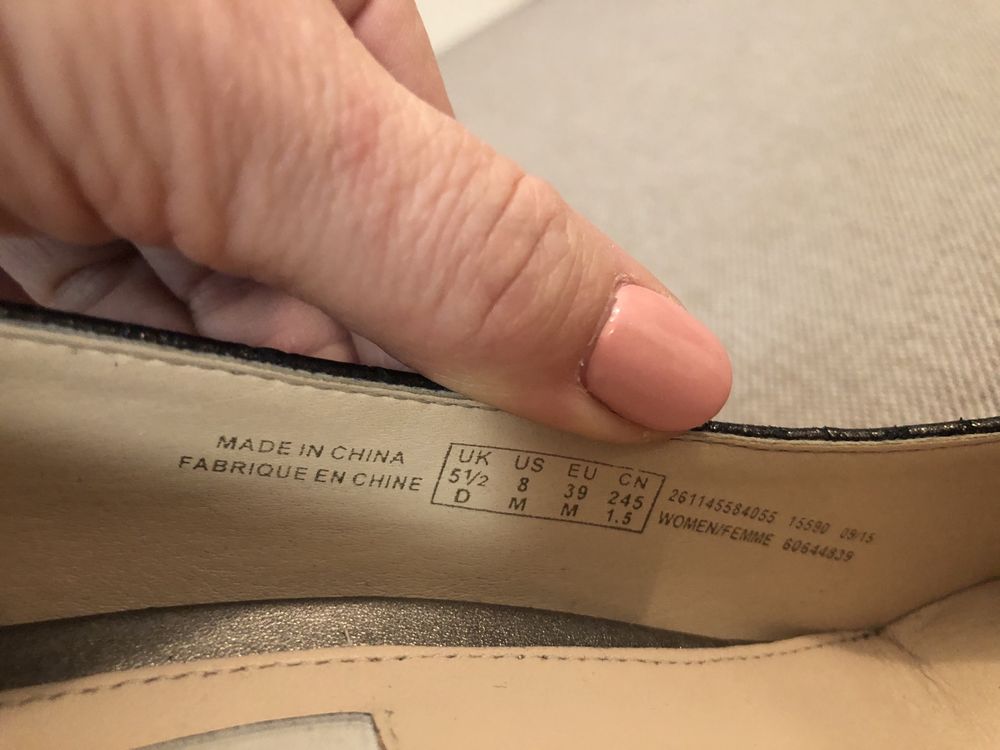 MADE IN CHINA
FABRIQUE EN CHINE
UK US EU CN
5½ 8 39 245
D M M 1.5
261145584055 15580 09/15
WOMEN/FEMME 60644839